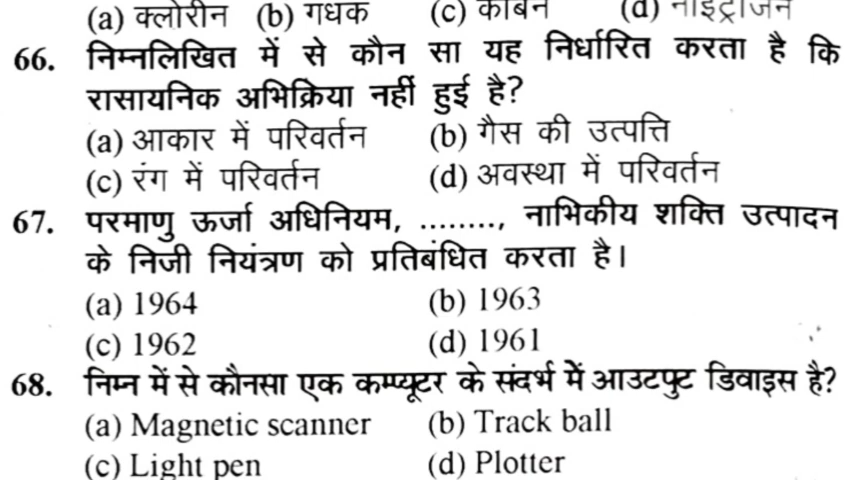 (a) क्लोरीन (b) गंधक (c) कार्बन (d) नाइट्रोजन
66. निम्नलिखित में से कौन सा यह निर्धारित करता है कि
रासायनिक अभिक्रिया नहीं हुई है?
(a) आकार में परिवर्तन (b) गैस की उत्पत्ति
(c) रंग में परिवर्तन (d) अवस्था में परिवर्तन
67. परमाणु ऊर्जा अधिनियम, ........, नाभिकीय शक्ति उत्पादन
के निजी नियंत्रण को प्रतिबंधित करता है।
(a) 1964 (b) 1963
(c) 1962 (d) 1961
68. निम्न में से कौनसा एक कम्प्यूटर के संदर्भ में आउटपुट डिवाइस है?
(a) Magnetic scanner (b) Track ball
(c) Light pen (d) Plotter